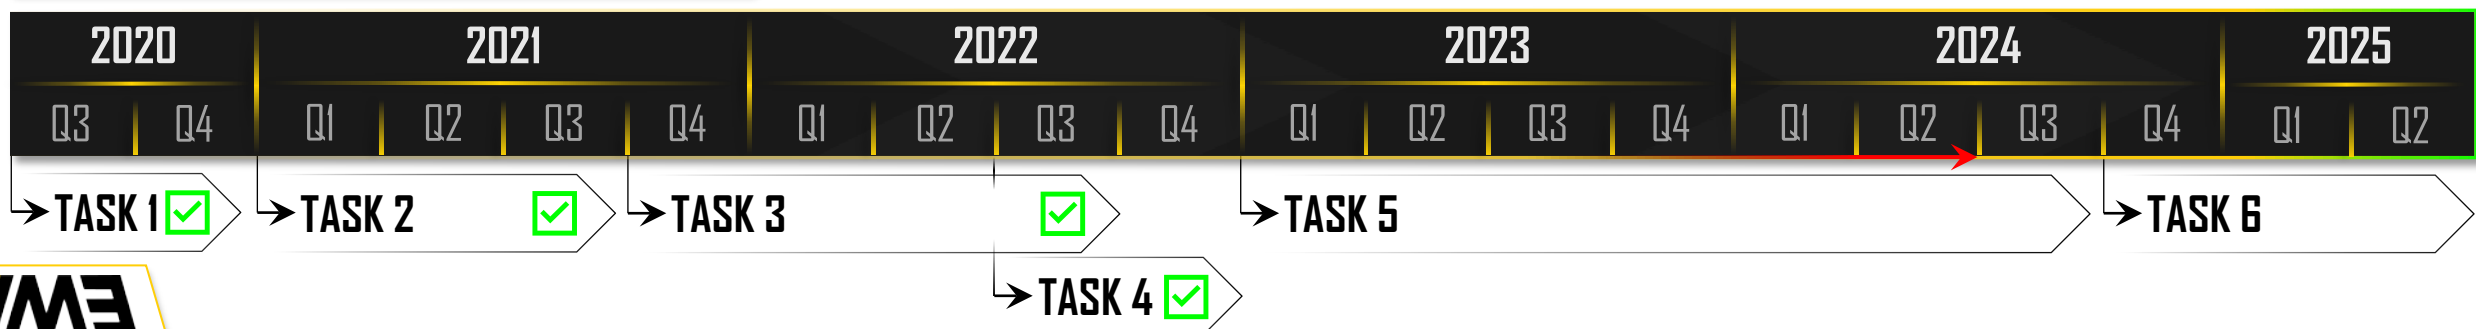 2020 2021 2022 2023 2024 2025
Q3 Q4 Q1 Q2 Q3 Q4 Q1 Q2 Q3 Q4 Q1 Q2 Q3 Q4 Q1 Q2 Q3 Q4 Q1 Q2
TASK 1 TASK 2 TASK 3 TASK 5 TASK 6
TASK 4